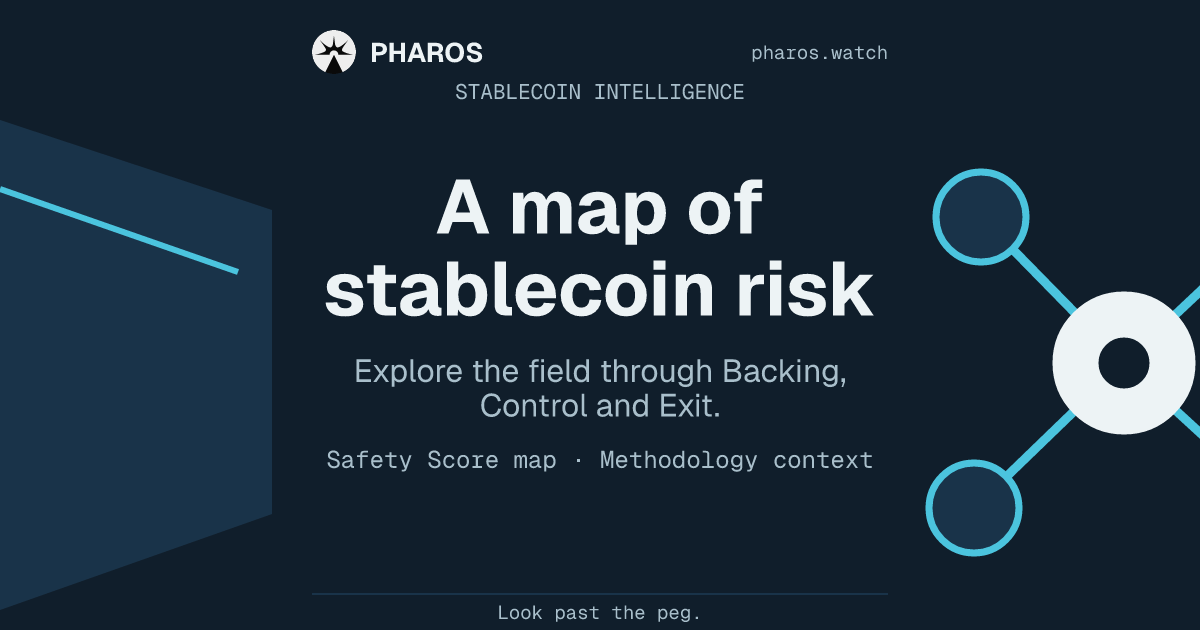 PHAROS
pharos.watch
STABLECOIN INTELLIGENCE
A map of
stablecoin risk
Explore the field through Backing,
Control and Exit.
Safety Score map · Methodology context
Look past the peg.